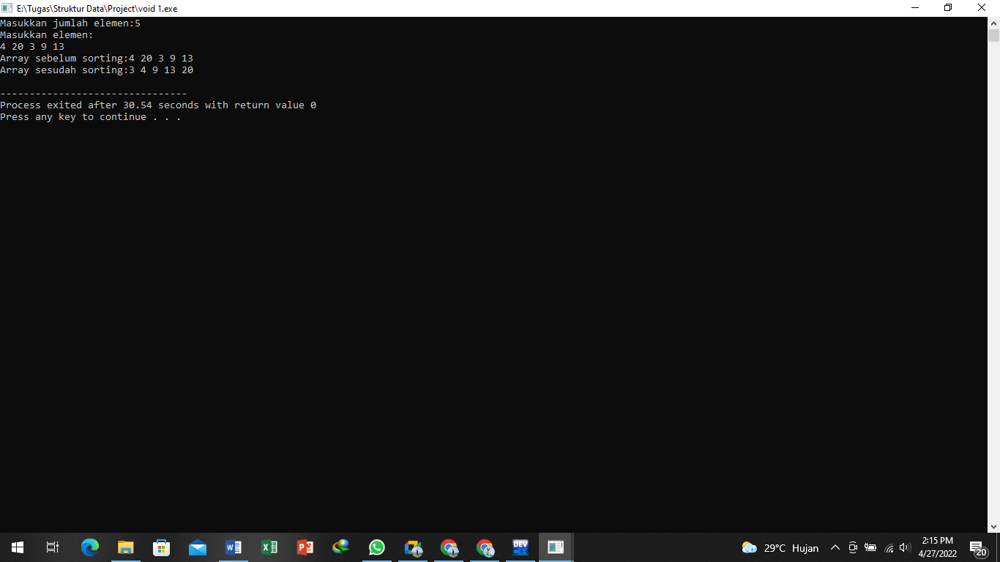 E:\Tugas\Struktur Data\Project\void 1.exe
Masukkan jumlah elemen:5
Masukkan elemen:
4 20 3 9 13
Array sebelum sorting:4 20 3 9 13
Array sesudah sorting:3 4 9 13 20
--------------------------------
Process exited after 30.54 seconds with return value 0
Press any key to continue . . .
DEV
29°C Hujan
2:15 PM
4/27/2022
20